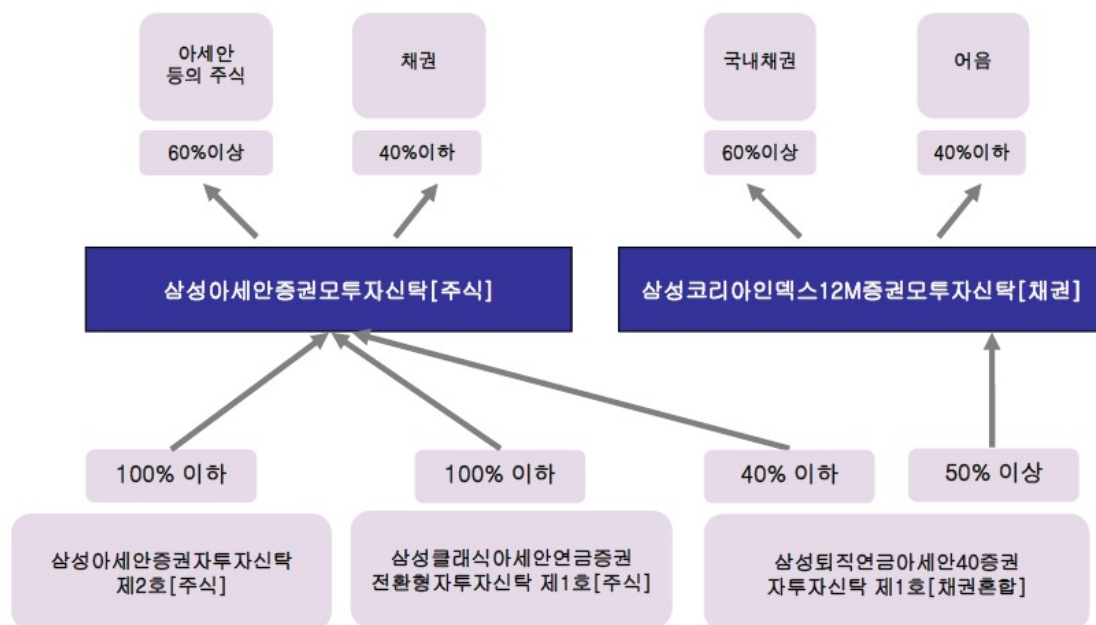 아세안
등의 주식
채권
국내채권
어음
60%이상
40%이하
60%이상
40%이하
삼성아세안증권모투자신탁[주식]
삼성코리아인덱스12M증권모투자신탁[채권]
100% 이하
100% 이하
40% 이하
50% 이상
삼성아세안증권자투자신탁
제2호[주식]
삼성클래식아세안연금증권
전환형자투자신탁 제1호[주식]
삼성퇴직연금아세안40증권
자투자신탁 제1호[채권혼합]